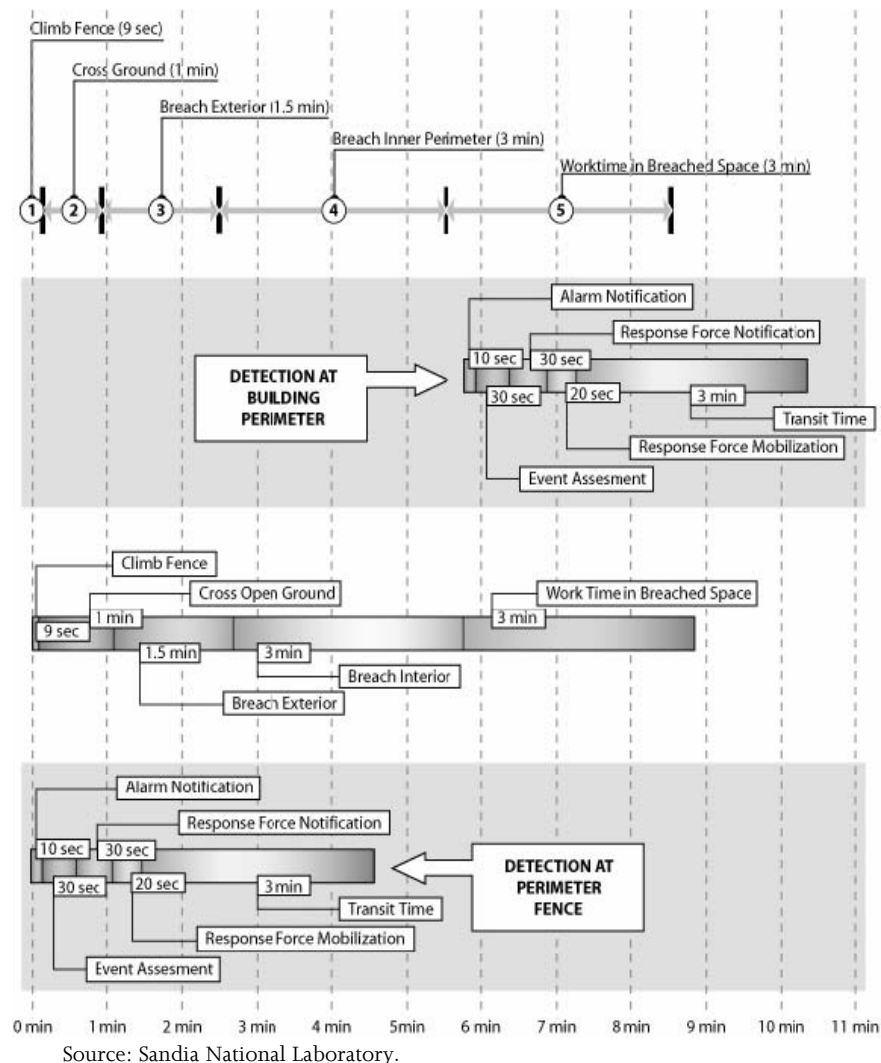 Climb Fence (9 sec)
Cross Ground (1 min)
Breach Exterior (1.5 min)
Breach Inner Perimeter (3 min)
Worktime in Breached Space (3 min)
1
2
3
4
5
Alarm Notification
Response Force Notification
10 sec
30 sec
DETECTION AT
BUILDING
PERIMETER
30 sec
20 sec
3 min
Transit Time
Response Force Mobilization
Event Assesment
Climb Fence
Cross Open Ground
Work Time in Breached Space
1 min
3 min
9 sec
1.5 min
3 min
Breach Interior
Breach Exterior
Alarm Notification
Response Force Notification
10 sec
30 sec
DETECTION AT
PERIMETER
FENCE
30 sec
20 sec
3 min
Transit Time
Response Force Mobilization
Event Assesment
0 min
1 min
2 min
3 min
4 min
5min
6 min
7 min
8 min
9 min
10 min
11 min
Source: Sandia National Laboratory.